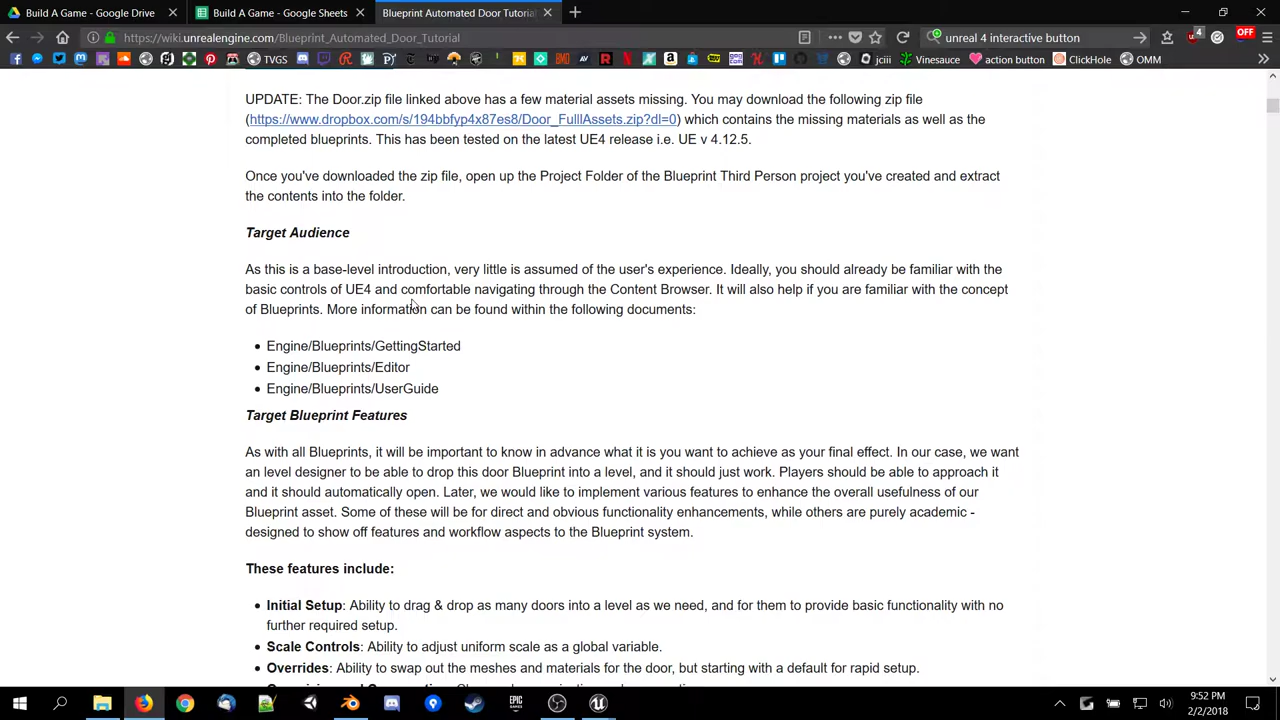 Build A Game - Google Drive
Build A Game - Google Sheets
Blueprint Automated Door Tutorial
https://wiki.unrealengine.com/Blueprint_Automated_Door_Tutorial
unreal 4 interactive button
4
OFF
TVGS
jciii
Vinesauce
action button
ClickHole
OMM
UPDATE: The Door.zip file linked above has a few material assets missing. You may download the following zip file
(https://www.dropbox.com/s/194bbfyp4x87es8/Door_FulllAssets.zip?dl=0) which contains the missing materials as well as the
completed blueprints. This has been tested on the latest UE4 release i.e. UE v 4.12.5.
Once you've downloaded the zip file, open up the Project Folder of the Blueprint Third Person project you've created and extract
the contents into the folder.
Target Audience
As this is a base-level introduction, very little is assumed of the user's experience. Ideally, you should already be familiar with the
basic controls of UE4 and comfortable navigating through the Content Browser. It will also help if you are familiar with the concept
of Blueprints. More information can be found within the following documents:
• Engine/Blueprints/GettingStarted
• Engine/Blueprints/Editor
• Engine/Blueprints/UserGuide
Target Blueprint Features
As with all Blueprints, it will be important to know in advance what it is you want to achieve as your final effect. In our case, we want
an level designer to be able to drop this door Blueprint into a level, and it should just work. Players should be able to approach it
and it should automatically open. Later, we would like to implement various features to enhance the overall usefulness of our
Blueprint asset. Some of these will be for direct and obvious functionality enhancements, while others are purely academic -
designed to show off features and workflow aspects to the Blueprint system.
These features include:
• Initial Setup: Ability to drag & drop as many doors into a level as we need, and for them to provide basic functionality with no
further required setup.
• Scale Controls: Ability to adjust uniform scale as a global variable.
• Overrides: Ability to swap out the meshes and materials for the door, but starting with a default for rapid setup.
9:52 PM
2/2/2018